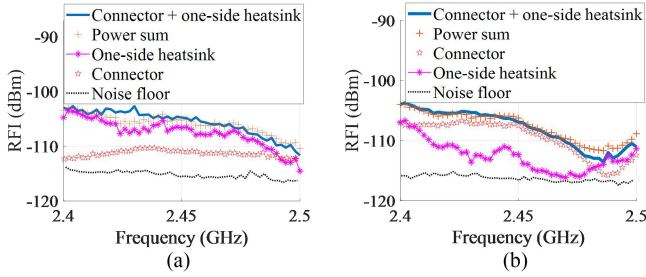 Connector + one-side heatsink
Power sum
One-side heatsink
Connector
Noise floor
-90
-100
-110
-120
RFI (dBm)
2.4
2.45
2.5
Frequency (GHz)
(a)
Connector + one-side heatsink
Power sum
Connector
One-side heatsink
Noise floor
-90
-100
-110
-120
RFI (dBm)
2.4
2.45
2.5
Frequency (GHz)
(b)